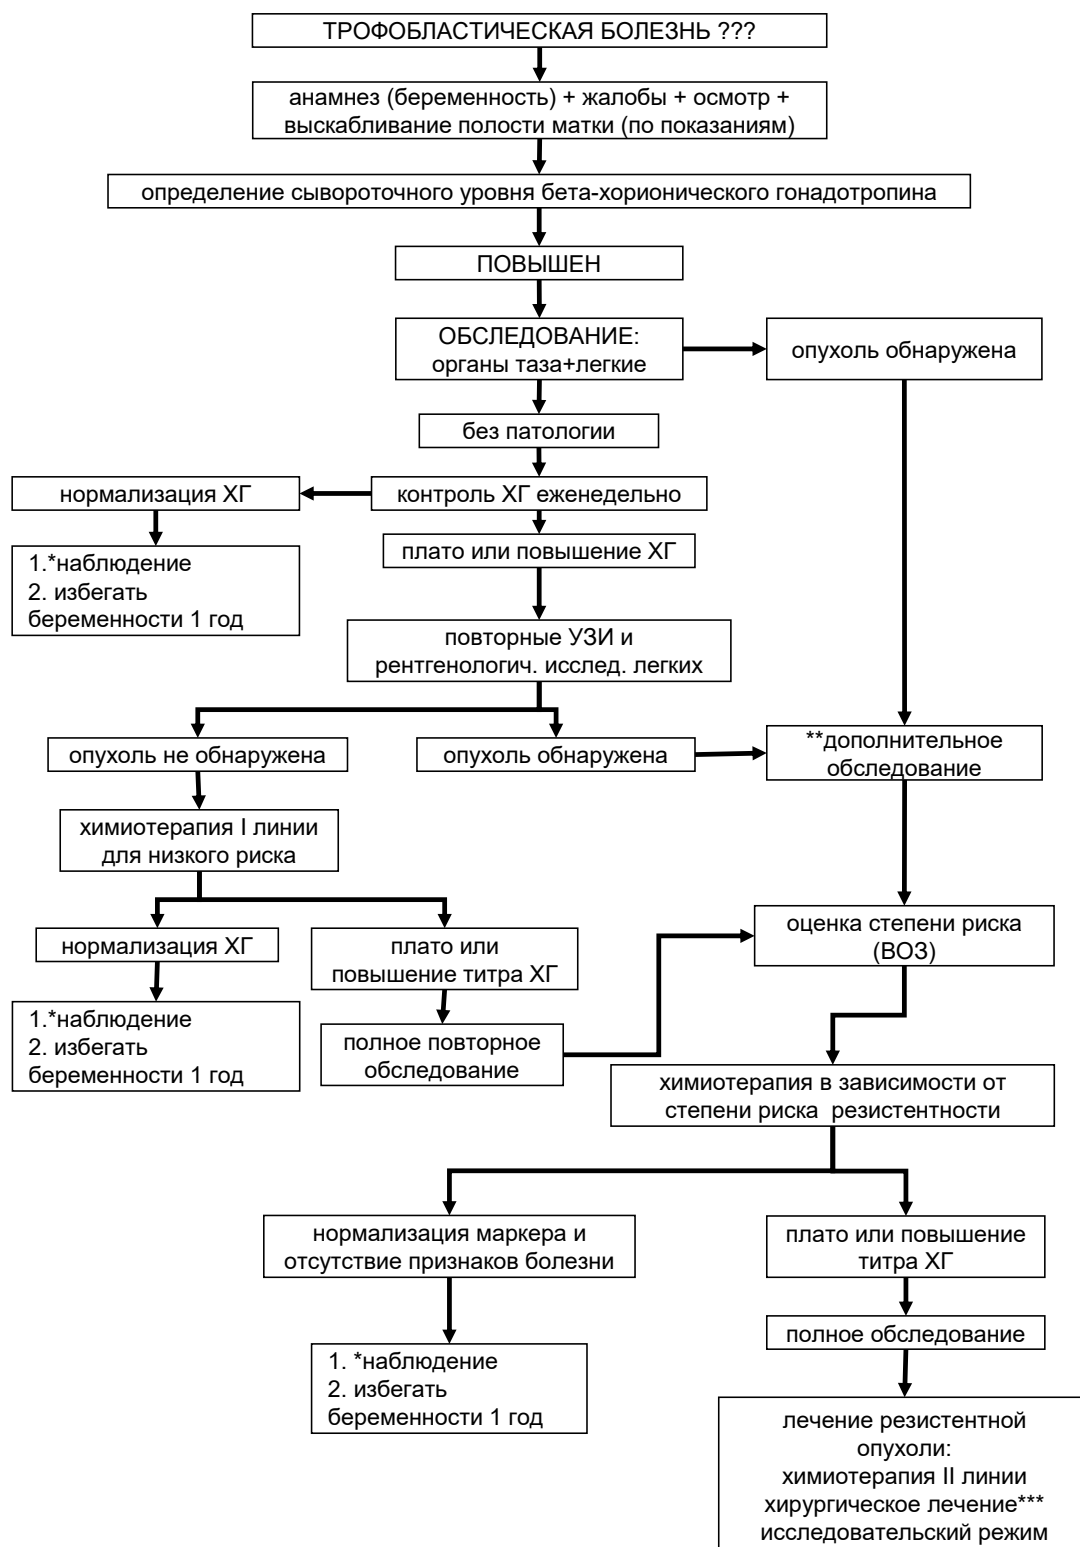 ТРОФОБЛАСТИЧЕСКАЯ БОЛЕЗНЬ ???
анамнез (беременность) + жалобы + осмотр +
выскабливание полости матки (по показаниям)
определение сывороточного уровня бета-хорионического гонадотропина
ПОВЫШЕН
ОБСЛЕДОВАНИЕ:
органы таза+легкие
опухоль обнаружена
без патологии
нормализация ХГ
контроль ХГ еженедельно
1.*наблюдение
2. избегать
беременности 1 год
плато или повышение ХГ
повторные УЗИ и
рентгенологич. исслед. легких
опухоль не обнаружена
опухоль обнаружена
**дополнительное
обследование
химиотерапия I линии
для низкого риска
нормализация ХГ
плато или
повышение титра ХГ
оценка степени риска
(ВОЗ)
1.*наблюдение
2. избегать
беременности 1 год
полное повторное
обследование
химиотерапия в зависимости от
степени риска резистентности
нормализация маркера и
отсутствие признаков болезни
плато или повышение
титра ХГ
полное обследование
1. *наблюдение
2. избегать
беременности 1 год
лечение резистентной
опухоли:
химиотерапия II линии
хирургическое лечение***
исследовательский режим